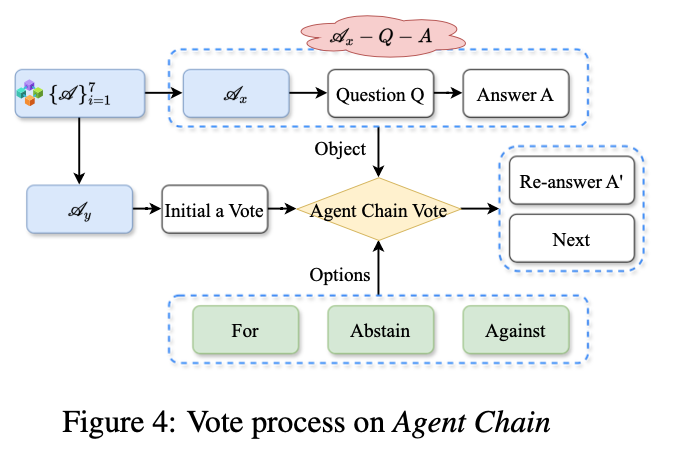 𝒜x − Q − A
{𝒜}⁷ᵢ₌₁
𝒜x
Question Q
Answer A
Object
Re-answer A'
𝒜y
Initial a Vote
Agent Chain Vote
Next
Options
For
Abstain
Against
Figure 4: Vote process on Agent Chain